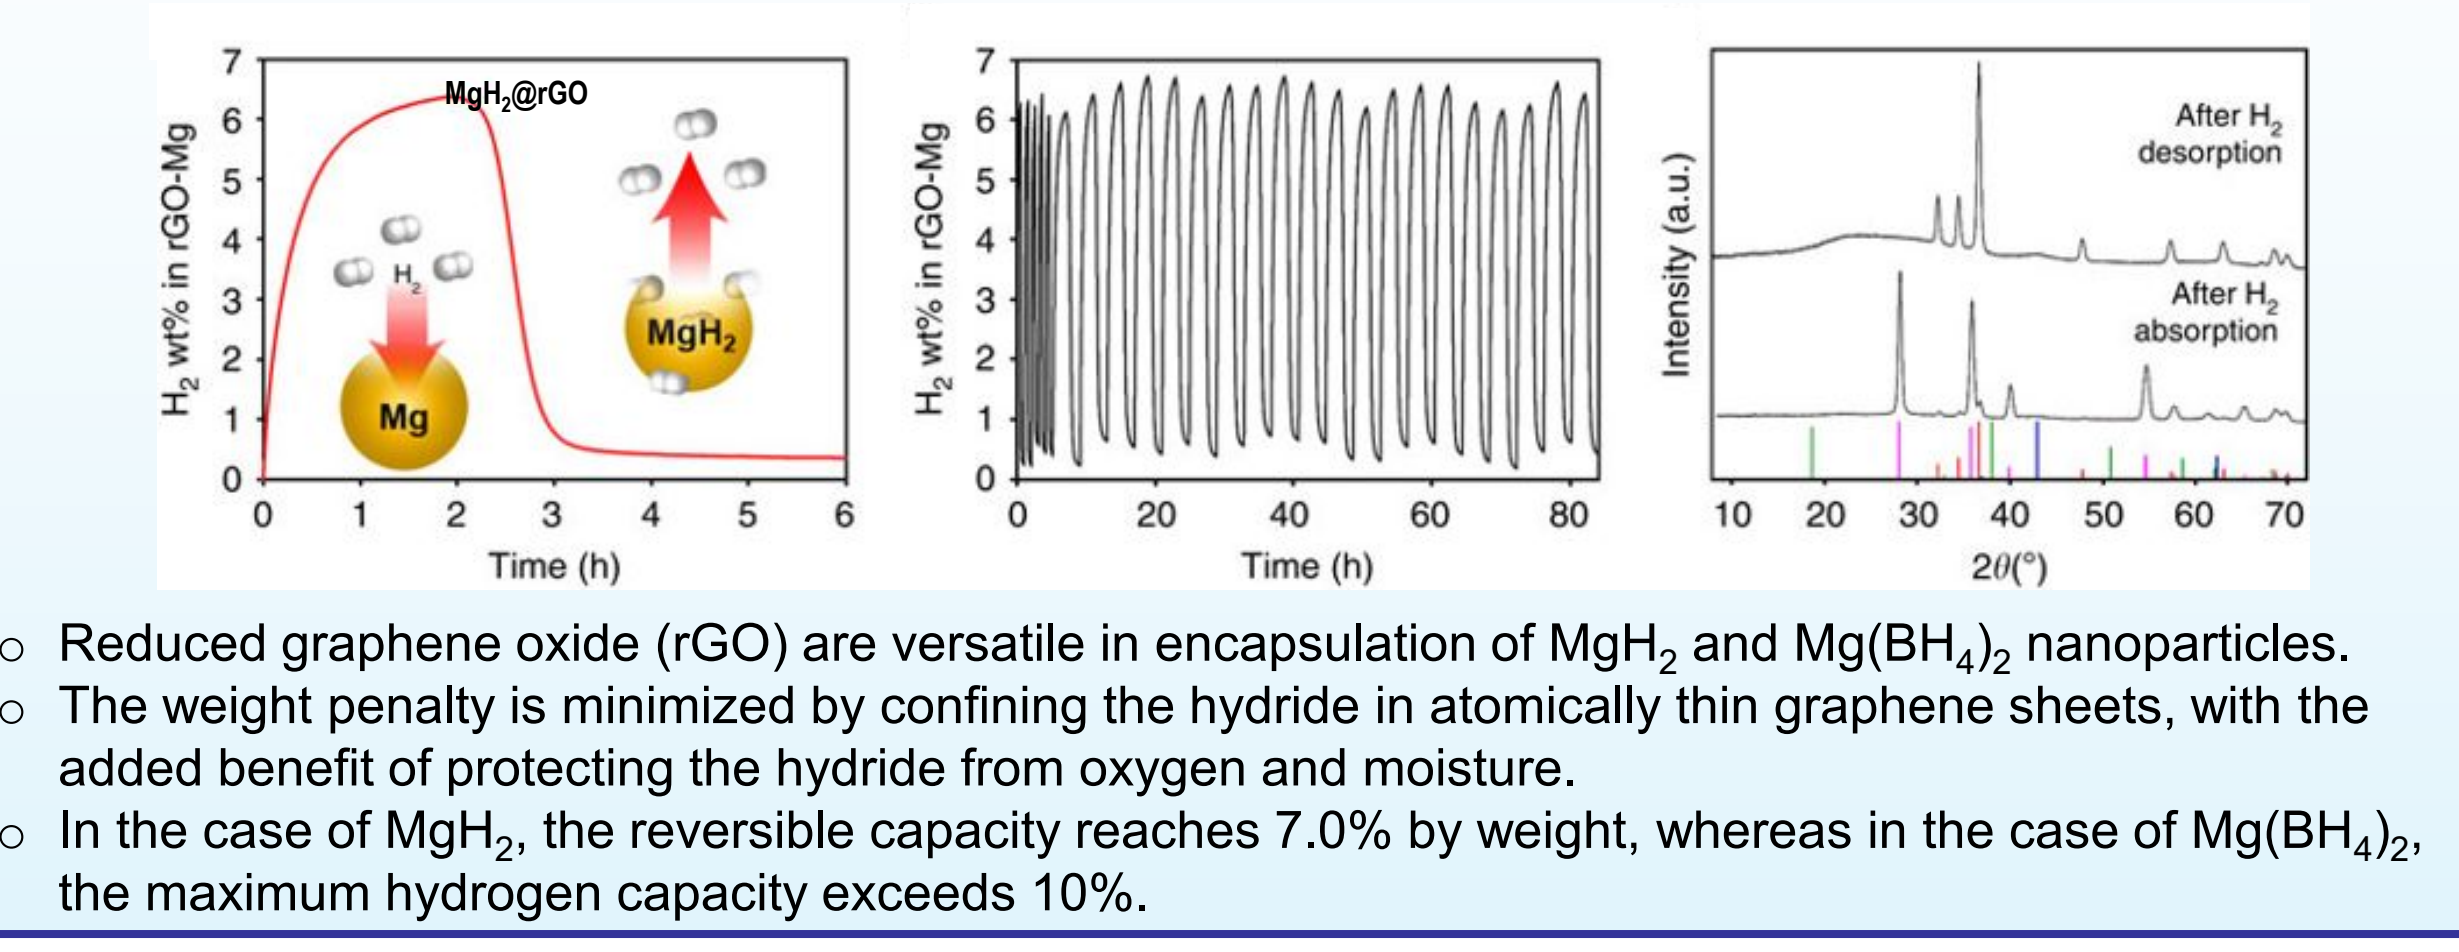 H₂ wt% in rGO-Mg
7
6
5
4
3
2
1
0
MgH₂@rGO
H₂
Mg
MgH₂
0 1 2 3 4 5 6
Time (h)
H₂ wt% in rGO-Mg
7
6
5
4
3
2
1
0
0 20 40 60 80
Time (h)
Intensity (a.u.)
After H₂
desorption
After H₂
absorption
10 20 30 40 50 60 70
2θ(°)
○ Reduced graphene oxide (rGO) are versatile in encapsulation of MgH₂ and Mg(BH₄)₂ nanoparticles.
○ The weight penalty is minimized by confining the hydride in atomically thin graphene sheets, with the
added benefit of protecting the hydride from oxygen and moisture.
○ In the case of MgH₂, the reversible capacity reaches 7.0% by weight, whereas in the case of Mg(BH₄)₂,
the maximum hydrogen capacity exceeds 10%.